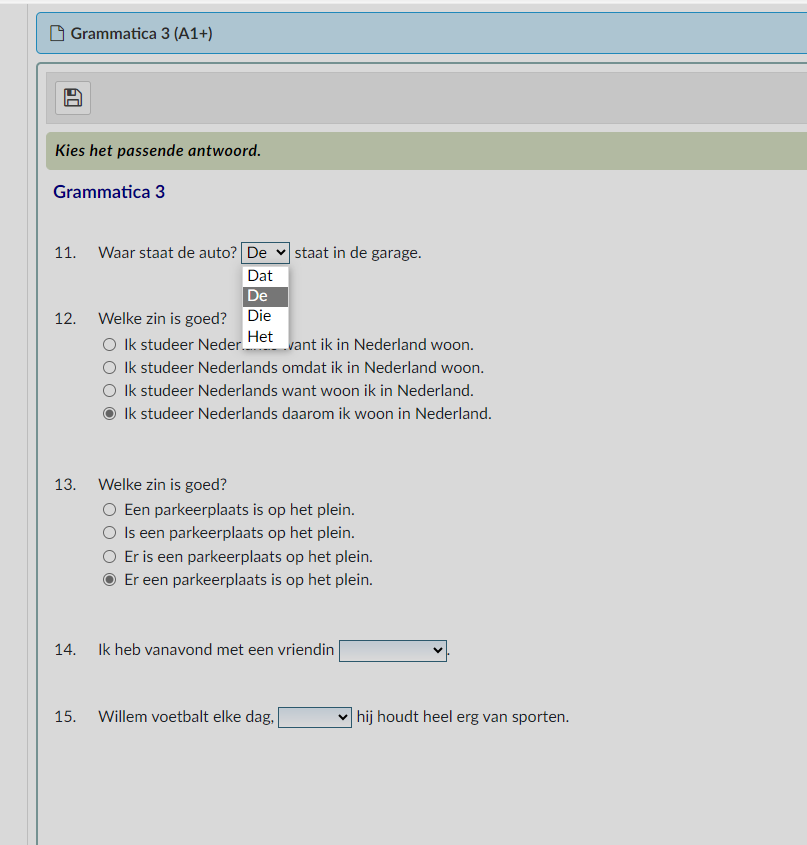 Grammatica 3 (A1+)
Kies het passende antwoord.
Grammatica 3
11. Waar staat de auto? De staat in de garage.
Dat
De
Die
Het
12. Welke zin is goed?
Ik studeer Neder want ik in Nederland woon.
Ik studeer Nederlands omdat ik in Nederland woon.
Ik studeer Nederlands want woon ik in Nederland.
Ik studeer Nederlands daarom ik woon in Nederland.
13. Welke zin is goed?
Een parkeerplaats is op het plein.
Is een parkeerplaats op het plein.
Er is een parkeerplaats op het plein.
Er een parkeerplaats is op het plein.
14. Ik heb vanavond met een vriendin .
15. Willem voetbalt elke dag, hij houdt heel erg van sporten.